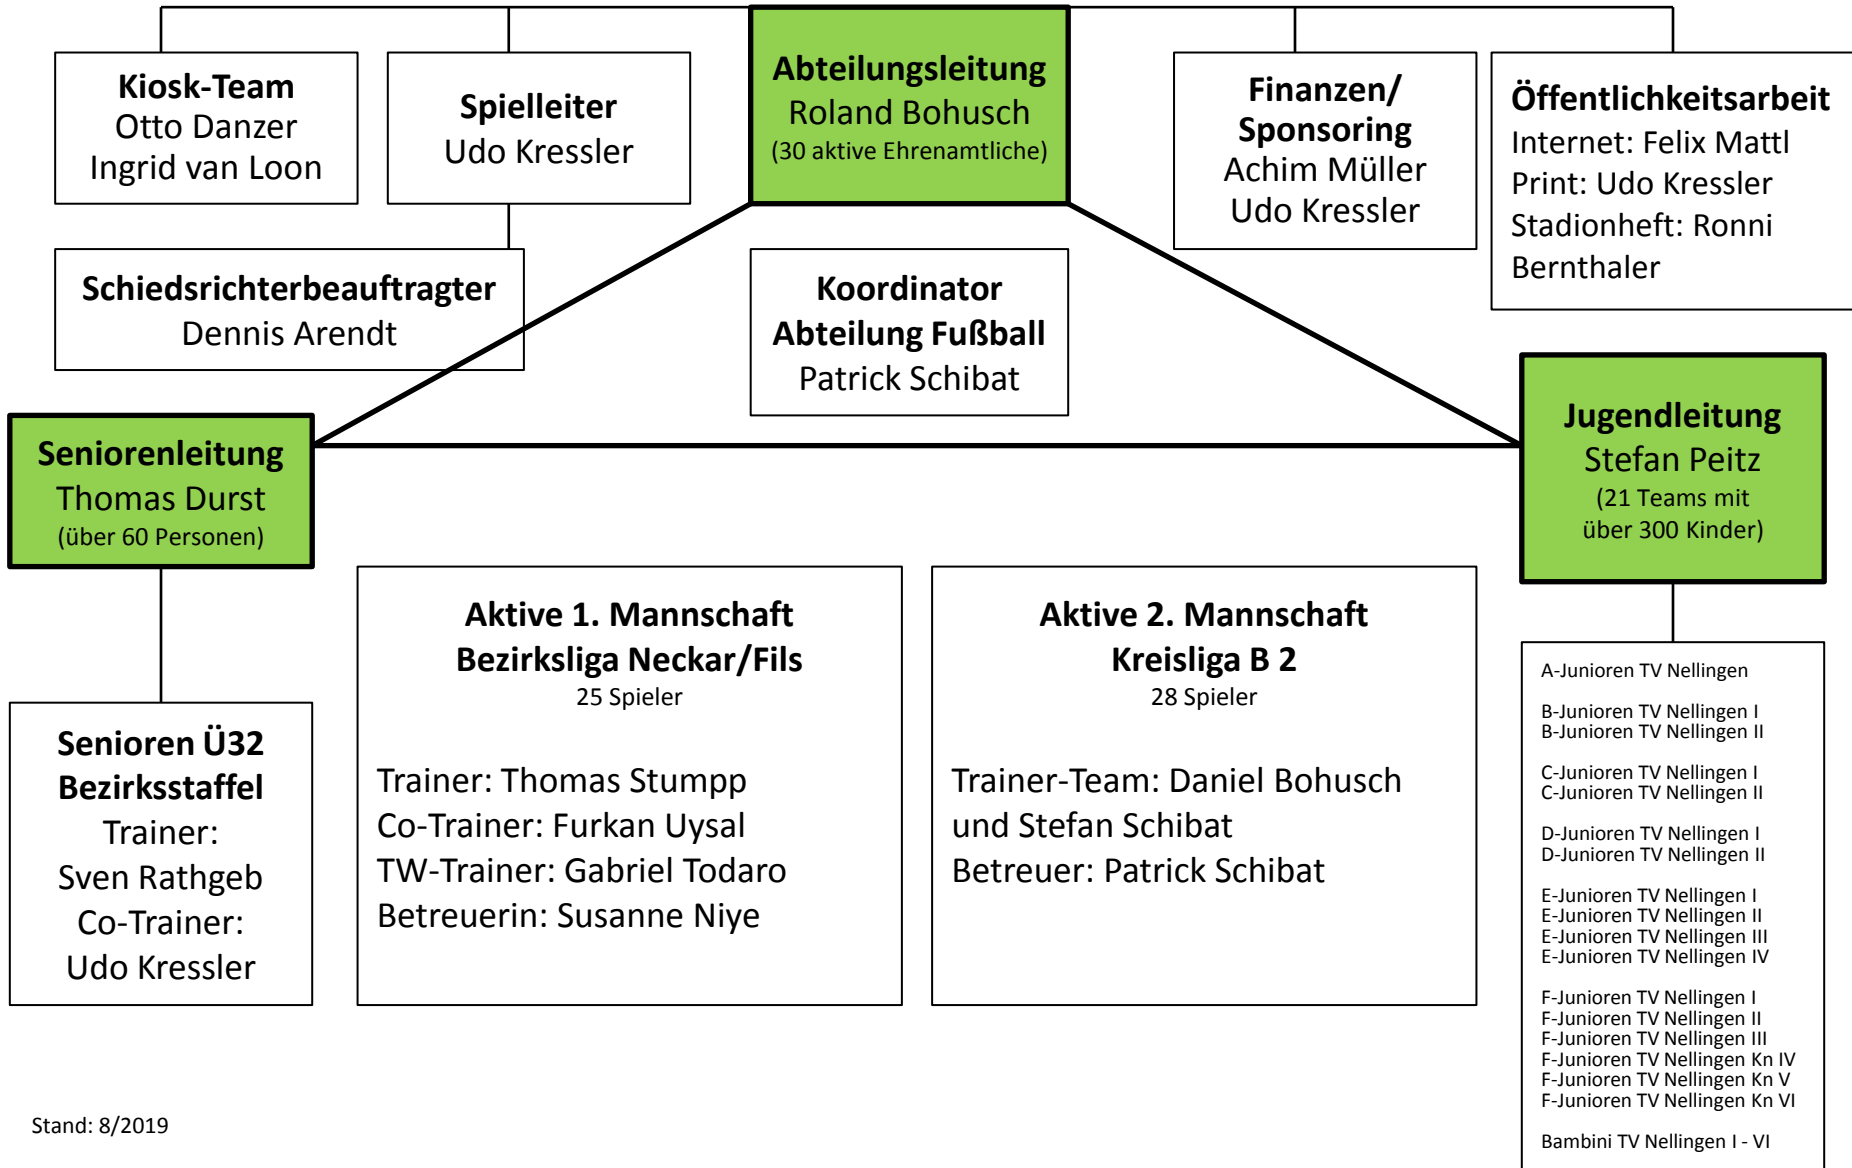 Kiosk-Team
Otto Danzer
Ingrid van Loon
Spielleiter
Udo Kressler
Abteilungsleitung
Roland Bohusch
(30 aktive Ehrenamtliche)
Finanzen/
Sponsoring
Achim Müller
Udo Kressler
Öffentlichkeitsarbeit
Internet: Felix Mattl
Print: Udo Kressler
Stadionheft: Ronni
Bernthaler
Schiedsrichterbeauftragter
Dennis Arendt
Koordinator
Abteilung Fußball
Patrick Schibat
Seniorenleitung
Thomas Durst
(über 60 Personen)
Jugendleitung
Stefan Peitz
(21 Teams mit
über 300 Kinder)
Senioren Ü32
Bezirksstaffel
Trainer:
Sven Rathgeb
Co-Trainer:
Udo Kressler
Aktive 1. Mannschaft
Bezirksliga Neckar/Fils
25 Spieler
Trainer: Thomas Stumpp
Co-Trainer: Furkan Uysal
TW-Trainer: Gabriel Todaro
Betreuerin: Susanne Niye
Aktive 2. Mannschaft
Kreisliga B 2
28 Spieler
Trainer-Team: Daniel Bohusch
und Stefan Schibat
Betreuer: Patrick Schibat
A-Junioren TV Nellingen
B-Junioren TV Nellingen I
B-Junioren TV Nellingen II
C-Junioren TV Nellingen I
C-Junioren TV Nellingen II
D-Junioren TV Nellingen I
D-Junioren TV Nellingen II
E-Junioren TV Nellingen I
E-Junioren TV Nellingen II
E-Junioren TV Nellingen III
E-Junioren TV Nellingen IV
F-Junioren TV Nellingen I
F-Junioren TV Nellingen II
F-Junioren TV Nellingen III
F-Junioren TV Nellingen Kn IV
F-Junioren TV Nellingen Kn V
F-Junioren TV Nellingen Kn VI
Bambini TV Nellingen I - VI
Stand: 8/2019